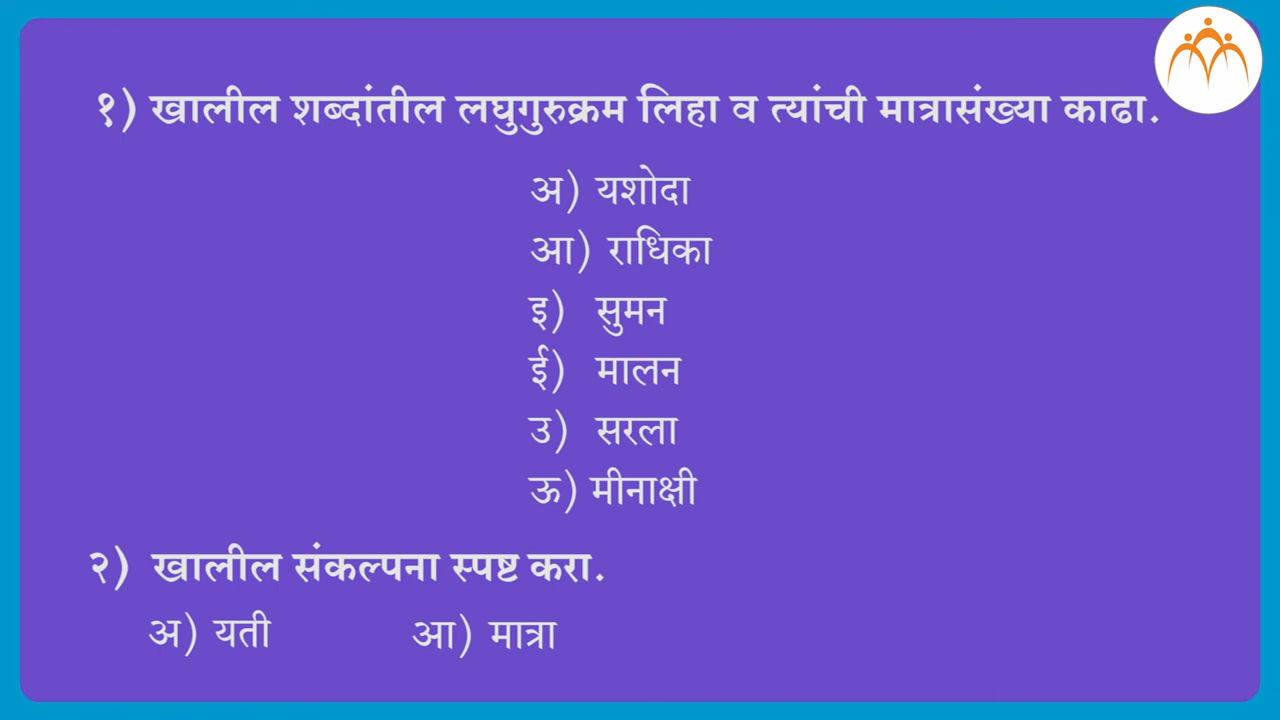 १) खालील शब्दांतील लघुगुरुक्रम लिहा व त्यांची मात्रासंख्या काढा.
अ) यशोदा
आ) राधिका
इ) सुमन
ई) मालन
उ) सरला
ऊ) मीनाक्षी
२) खालील संकल्पना स्पष्ट करा.
अ) यती आ) मात्रा